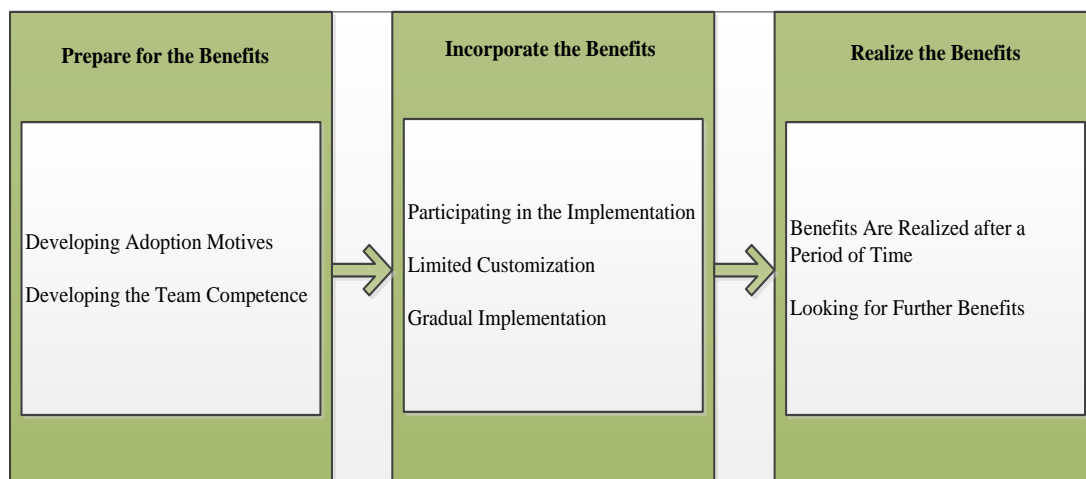 Prepare for the Benefits
Developing Adoption Motives
Developing the Team Competence
Incorporate the Benefits
Participating in the Implementation
Limited Customization
Gradual Implementation
Realize the Benefits
Benefits Are Realized after a
Period of Time
Looking for Further Benefits